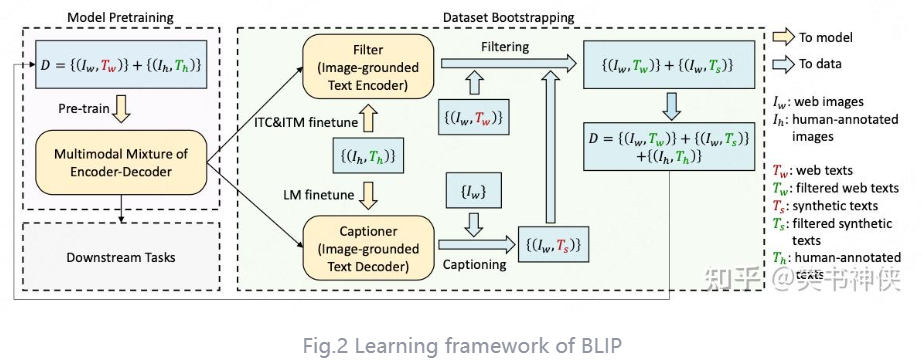 Model Pretraining
D = {(I_w, T_w)} + {(I_h, T_h)}
Pre-train
Multimodal Mixture of
Encoder-Decoder
Downstream Tasks
Dataset Bootstrapping
Filter
(Image-grounded
Text Encoder)
Filtering
ITC&ITM finetune
{(I_w, T_w)}
{(I_h, T_h)}
LM finetune
{I_w}
Captioner
(Image-grounded
Text Decoder)
Captioning
{(I_w, T_s)}
{(I_w, T_w)} + {(I_w, T_s)}
D = {(I_w, T_w)} + {(I_w, T_s)}
+{(I_h, T_h)}
To model
To data
I_w: web images
I_h: human-annotated
images
T_w: web texts
T_w: filtered web texts
T_s: synthetic texts
T_s: filtered synthetic
texts
T_h: human-annotated
texts
知乎 @笑书神侠
Fig.2 Learning framework of BLIP